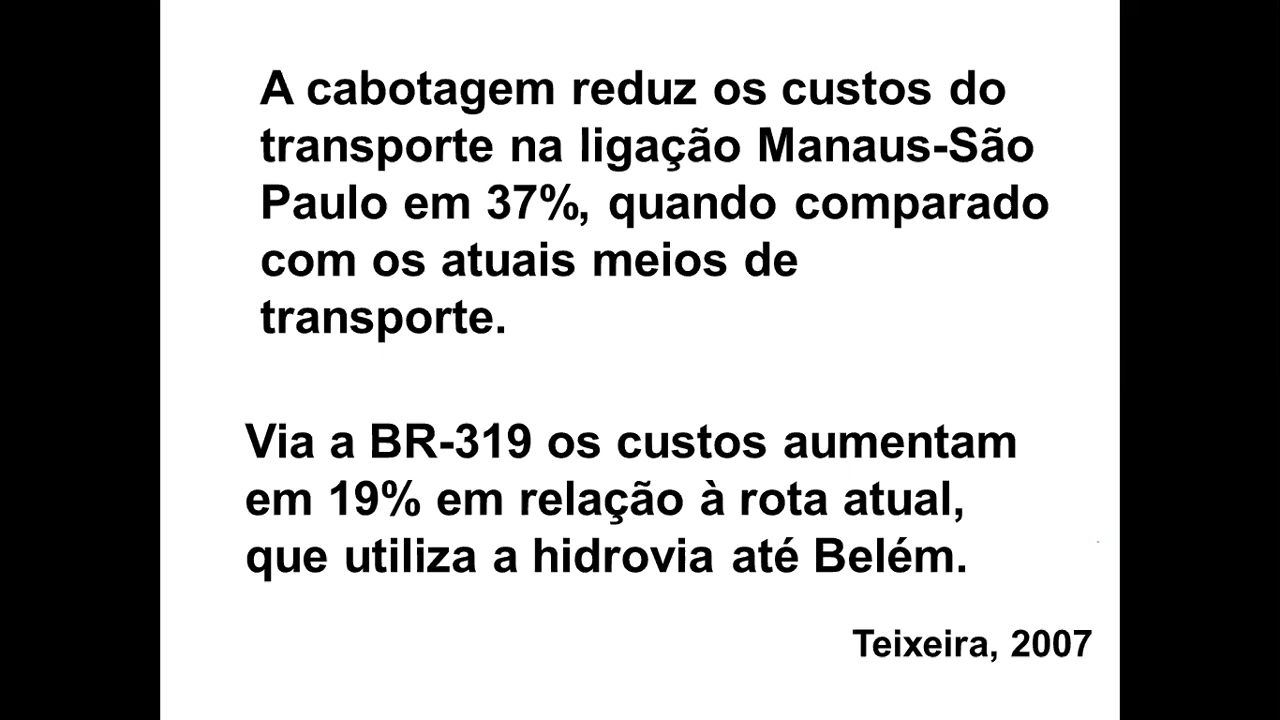 A cabotagem reduz os custos do
transporte na ligação Manaus-São
Paulo em 37%, quando comparado
com os atuais meios de
transporte.
Via a BR-319 os custos aumentam
em 19% em relação à rota atual,
que utiliza a hidrovia até Belém.
Teixeira, 2007